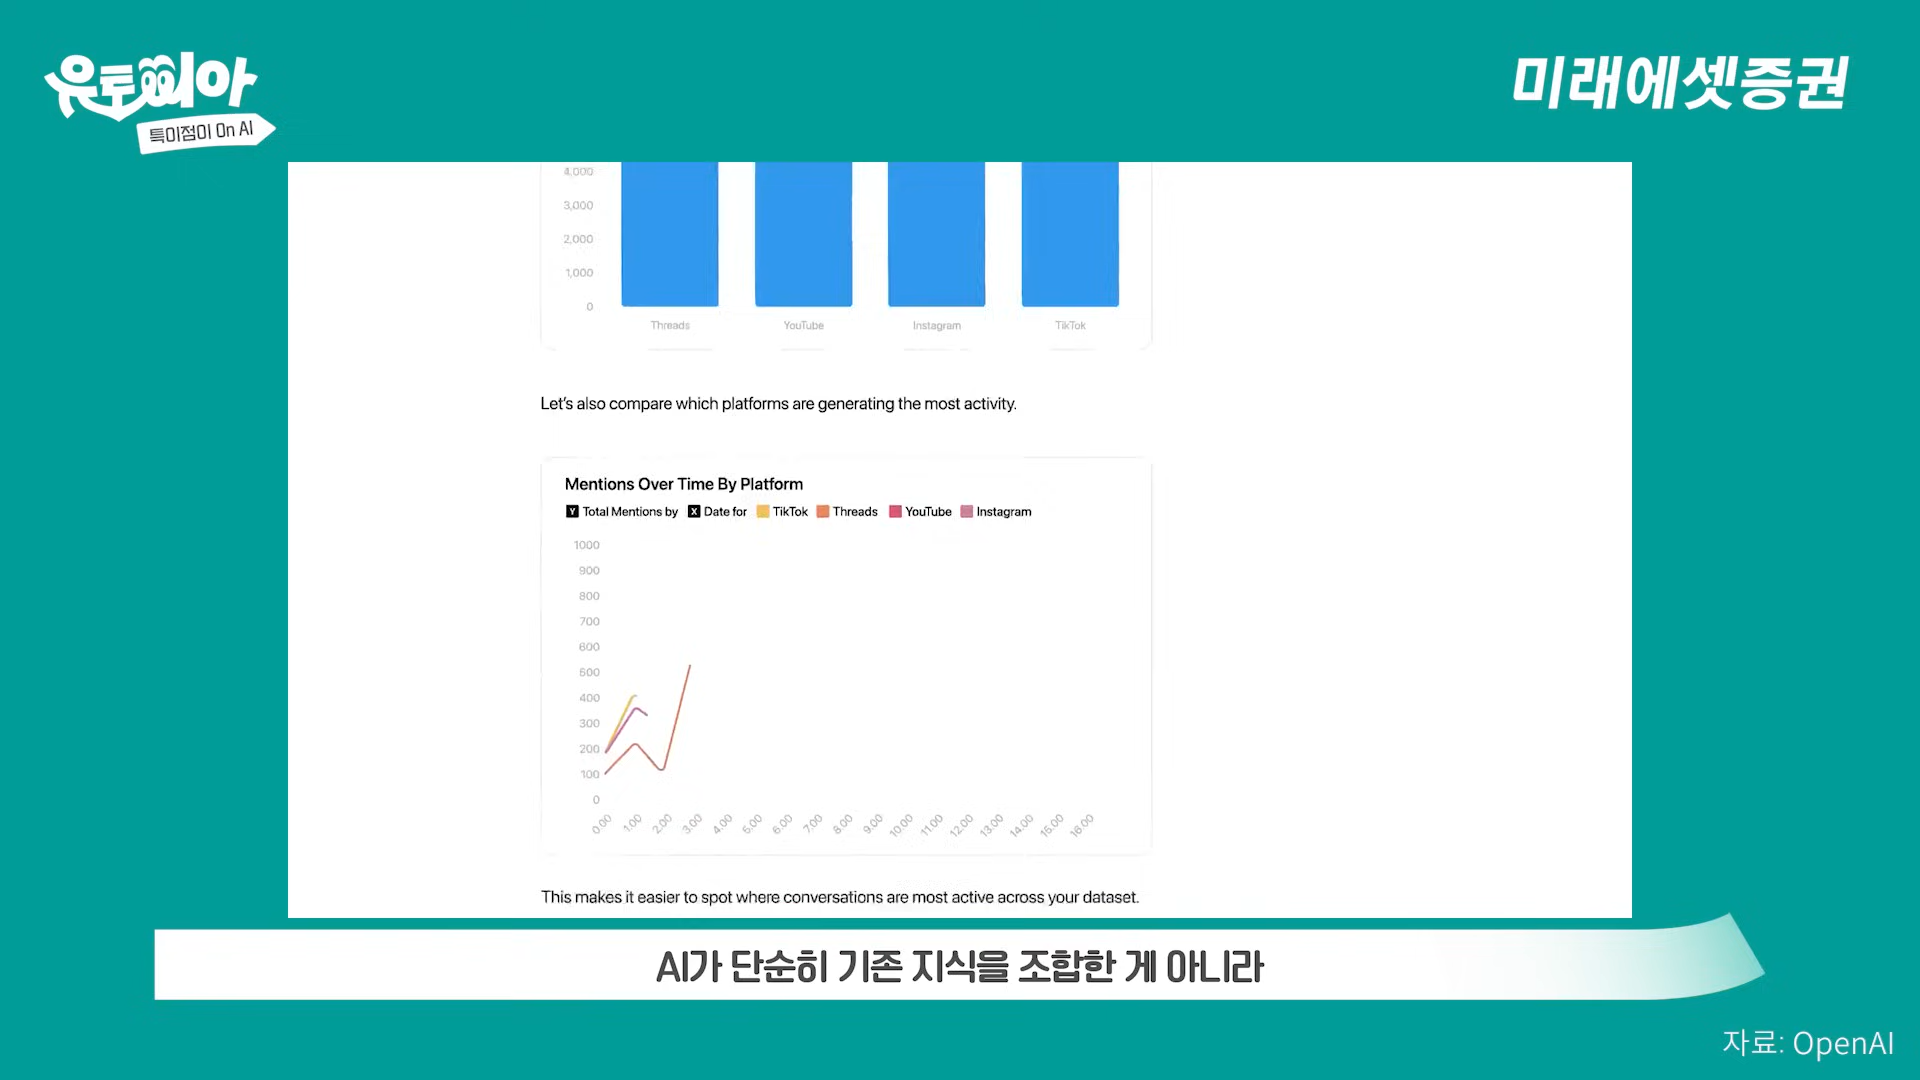 유토피아
특이점이 On AI
미래에셋증권
4,000
3,000
2,000
1,000
0
Threads YouTube Instagram TikTok
Let's also compare which platforms are generating the most activity.
Mentions Over Time By Platform
Y Total Mentions by X Date for TikTok Threads YouTube Instagram
1000
900
800
700
600
500
400
300
200
100
0
0.00 1.00 2.00 3.00 4.00 5.00 6.00 7.00 8.00 9.00 10.00 11.00 12.00 13.00 14.00 15.00 16.00
This makes it easier to spot where conversations are most active across your dataset.
AI가 단순히 기존 지식을 조합한 게 아니라
자료: OpenAI